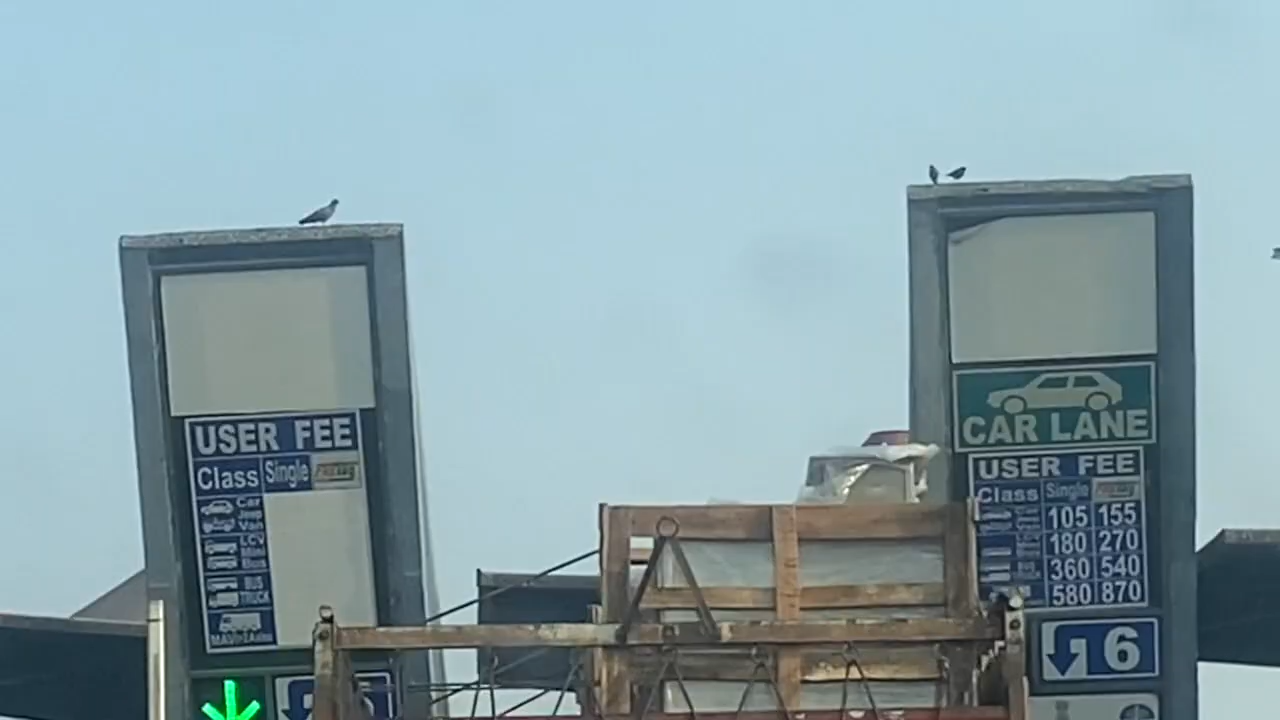 USER FEE
Class Single
Car
Jeep
Van
LCV
Mini
Bus
BUS
TRUCK
5
CAR LANE
USER FEE
Class Single
105 155
180 270
360 540
580 870
6